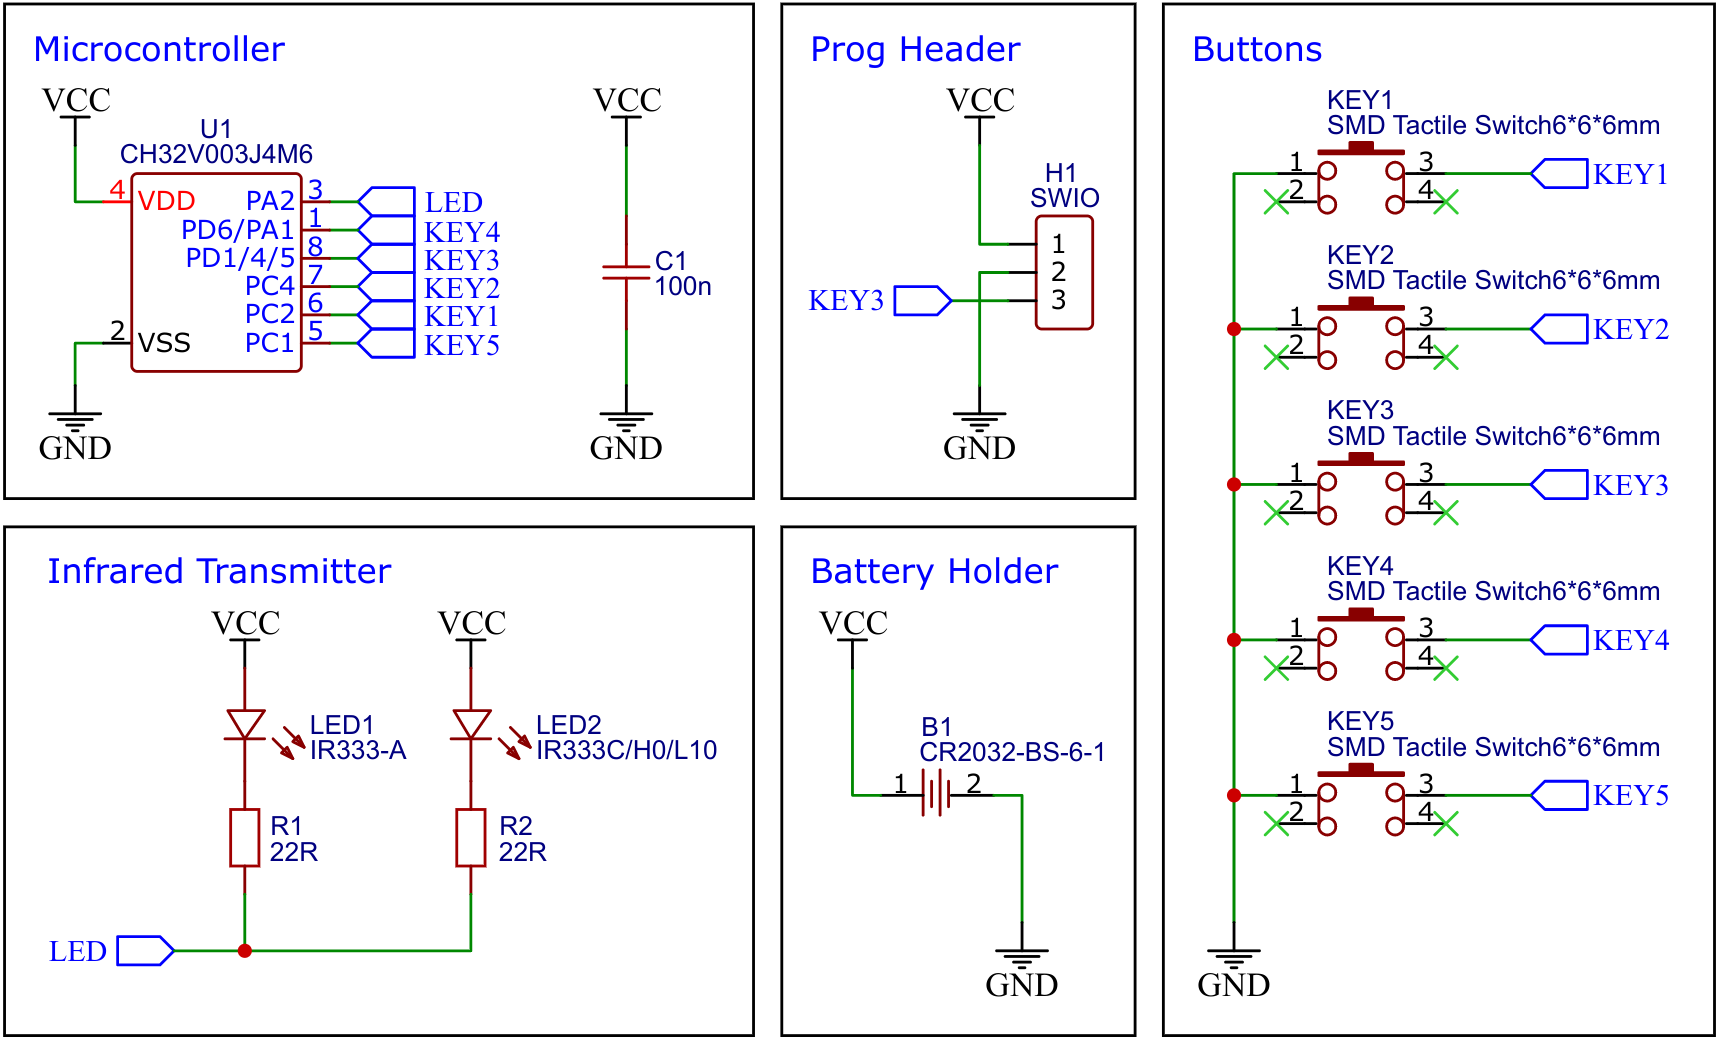 Microcontroller
VCC
U1
CH32V003J4M6
4
VDD
2
VSS
PA2
3
LED
PD6/PA1
1
KEY4
PD1/4/5
8
KEY3
PC4
7
KEY2
PC2
6
KEY1
PC1
5
KEY5
GND
VCC
C1
100n
GND
Prog Header
VCC
H1
SWIO
1
2
3
KEY3
GND
Buttons
KEY1
SMD Tactile Switch6*6*6mm
1
2
3
4
KEY1
KEY2
SMD Tactile Switch6*6*6mm
1
2
3
4
KEY2
KEY3
SMD Tactile Switch6*6*6mm
1
2
3
4
KEY3
KEY4
SMD Tactile Switch6*6*6mm
1
2
3
4
KEY4
KEY5
SMD Tactile Switch6*6*6mm
1
2
3
4
KEY5
GND
Infrared Transmitter
VCC
LED1
IR333-A
R1
22R
VCC
LED2
IR333C/H0/L10
R2
22R
LED
Battery Holder
VCC
B1
CR2032-BS-6-1
1
2
GND